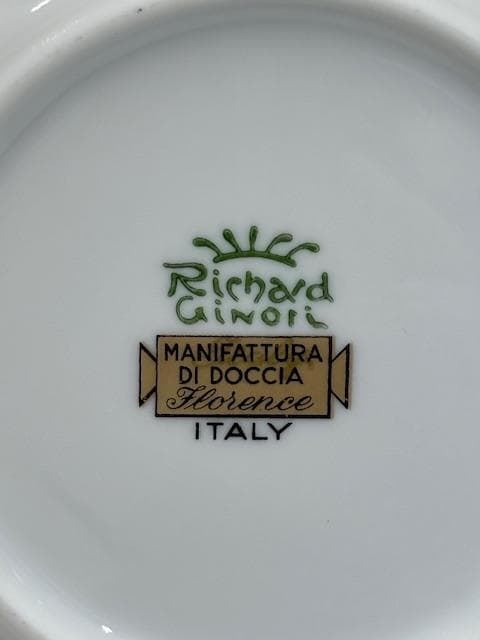 Richard
GINORI
MANIFATTURA
DI DOCCIA
Florence
ITALY